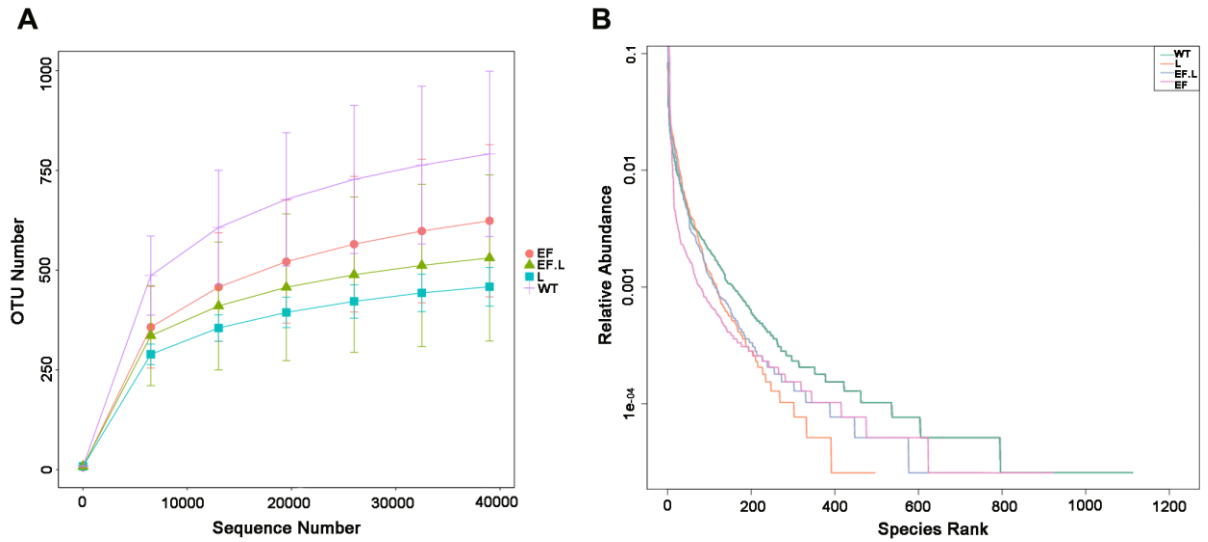 A
OTU Number
1000
750
500
250
0
0
10000
20000
30000
40000
Sequence Number
EF
EF.L
L
WT
B
Relative Abundance
0.1
0.01
0.001
1e-04
0
200
400
600
800
1000
1200
Species Rank
WT
L
EF.L
EF